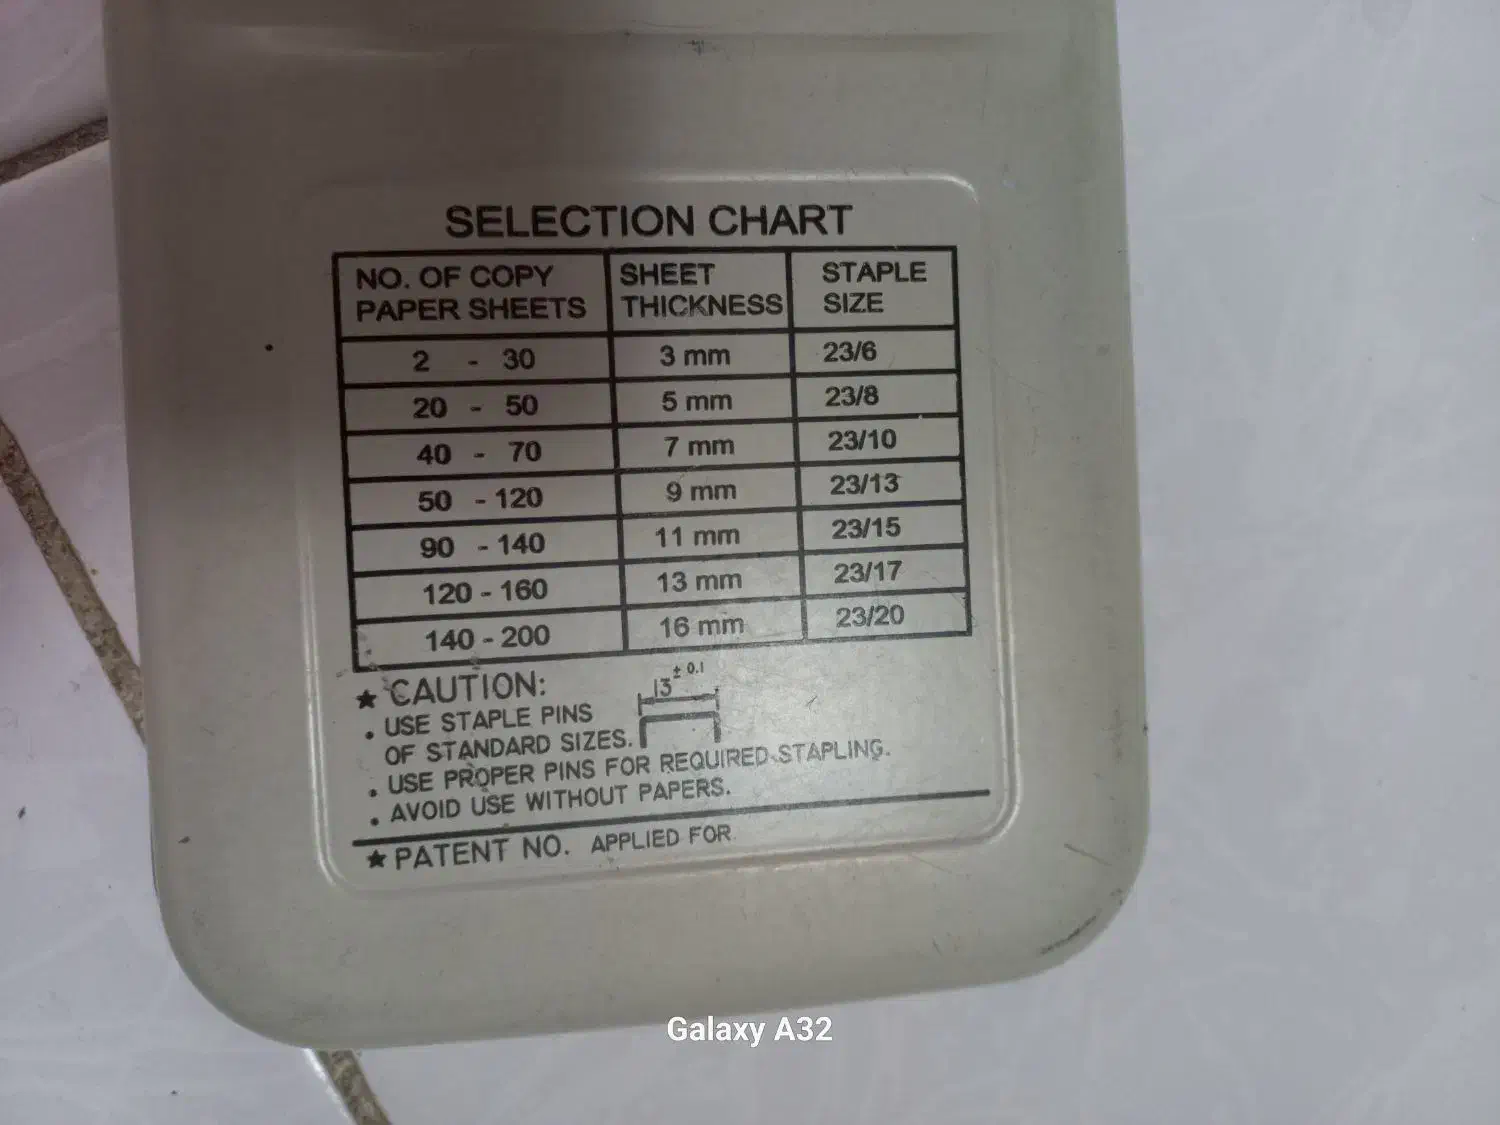 SELECTION CHART
NO. OF COPY PAPER SHEETS SHEET THICKNESS STAPLE SIZE
2 - 30 3 mm 23/6
20 - 50 5 mm 23/8
40 - 70 7 mm 23/10
50 - 120 9 mm 23/13
90 - 140 11 mm 23/15
120 - 160 13 mm 23/17
140 - 200 16 mm 23/20
★ CAUTION:
. USE STAPLE PINS
OF STANDARD SIZES.
13 ± 0.1
. USE PROPER PINS FOR REQUIRED STAPLING.
. AVOID USE WITHOUT PAPERS.
★ PATENT NO. APPLIED FOR
Galaxy A32